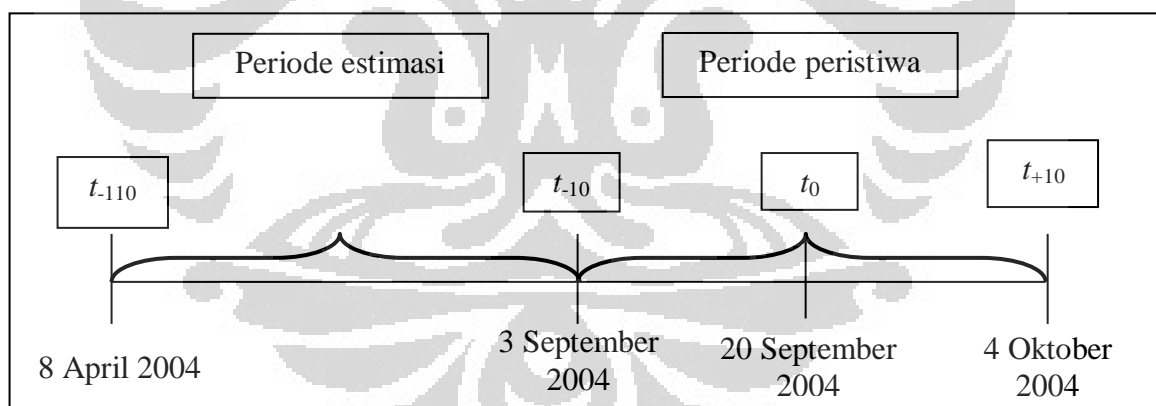 Periode estimasi
Periode peristiwa
t-110
t-10
t0
t+10
8 April 2004
3 September
2004
20 September
2004
4 Oktober
2004